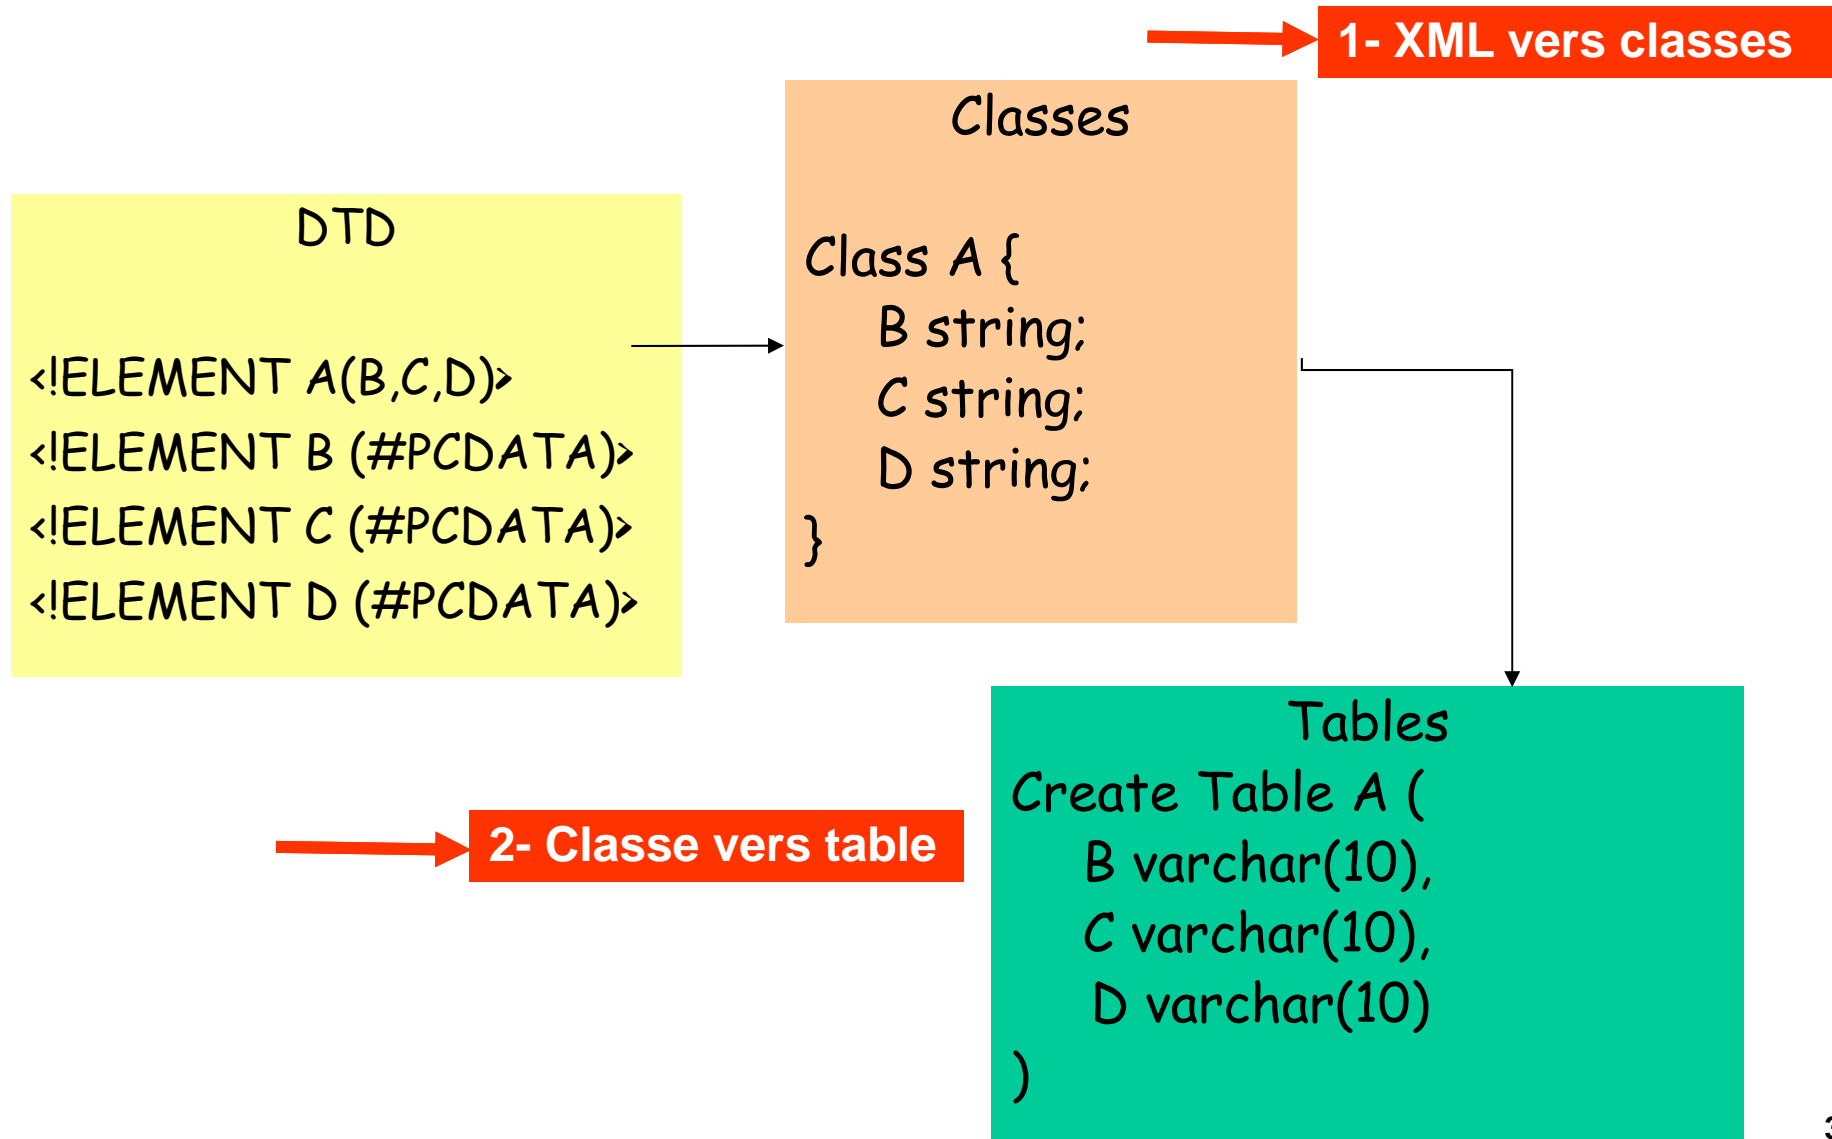 1- XML vers classes
Classes
Class A {
B string;
C string;
D string;
}
DTD
<!ELEMENT A(B,C,D)>
<!ELEMENT B (#PCDATA)>
<!ELEMENT C (#PCDATA)>
<!ELEMENT D (#PCDATA)>
Tables
Create Table A (
B varchar(10),
C varchar(10),
D varchar(10)
)
2- Classe vers table